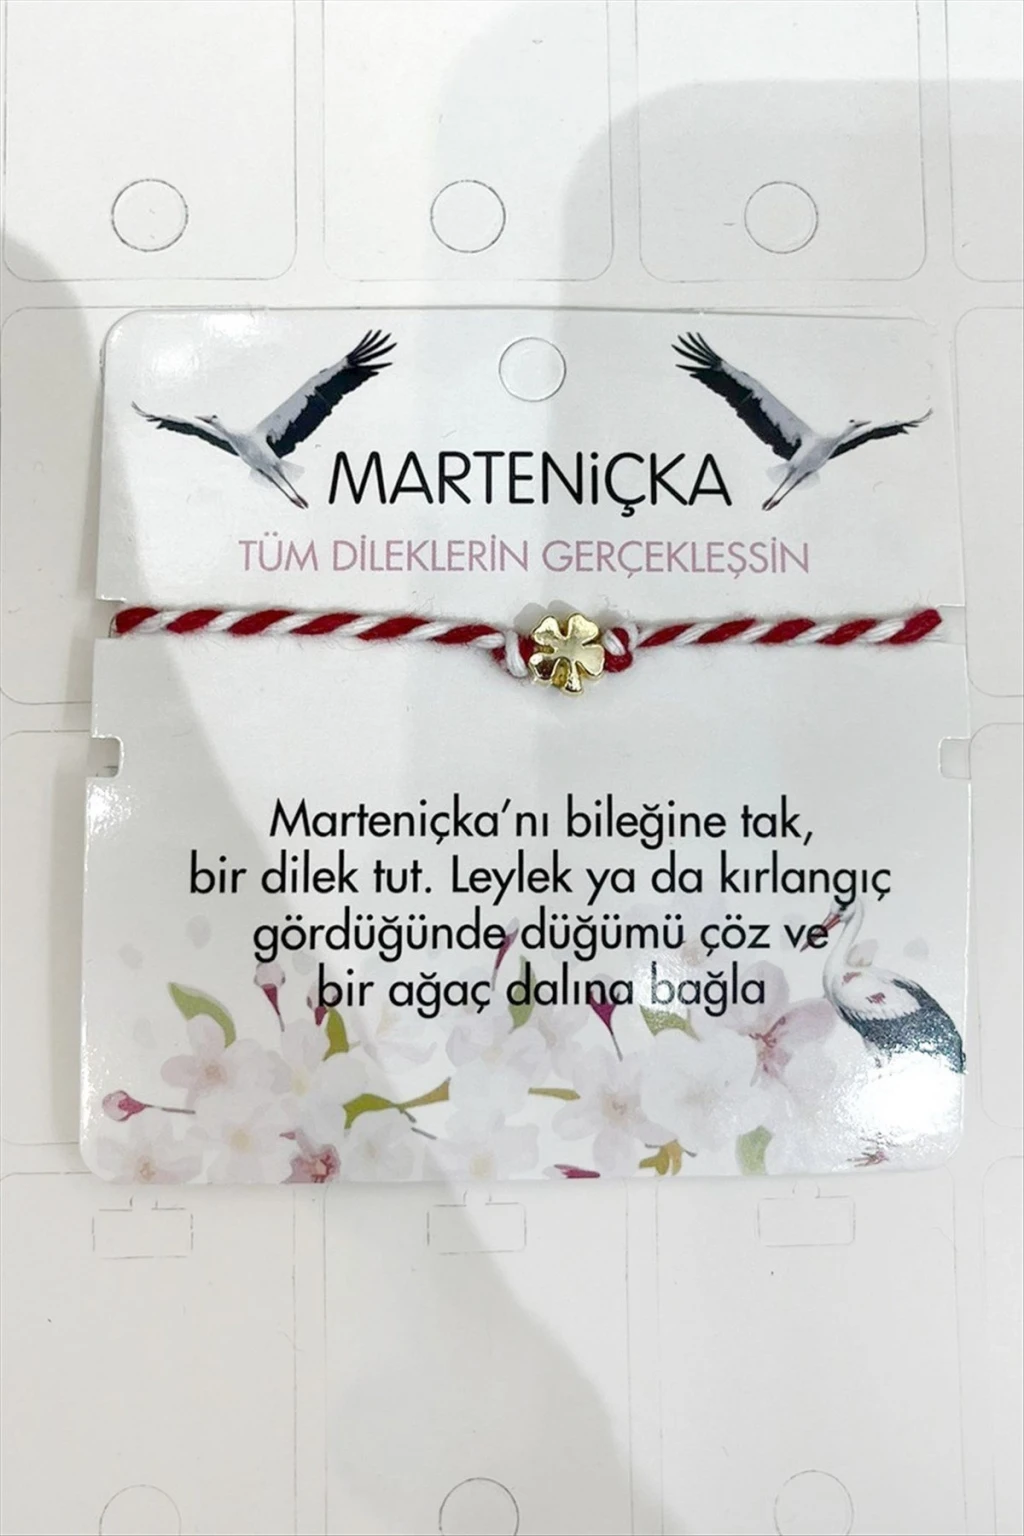 MARTENiÇKA
TÜM DİLEKLERİN GERÇEKLEŞSİN
Marteniçka’nı bileğine tak,
bir dilek tut. Leylek ya da kırlangıç
gördüğünde düğümü çöz ve
bir ağaç dalına bağla